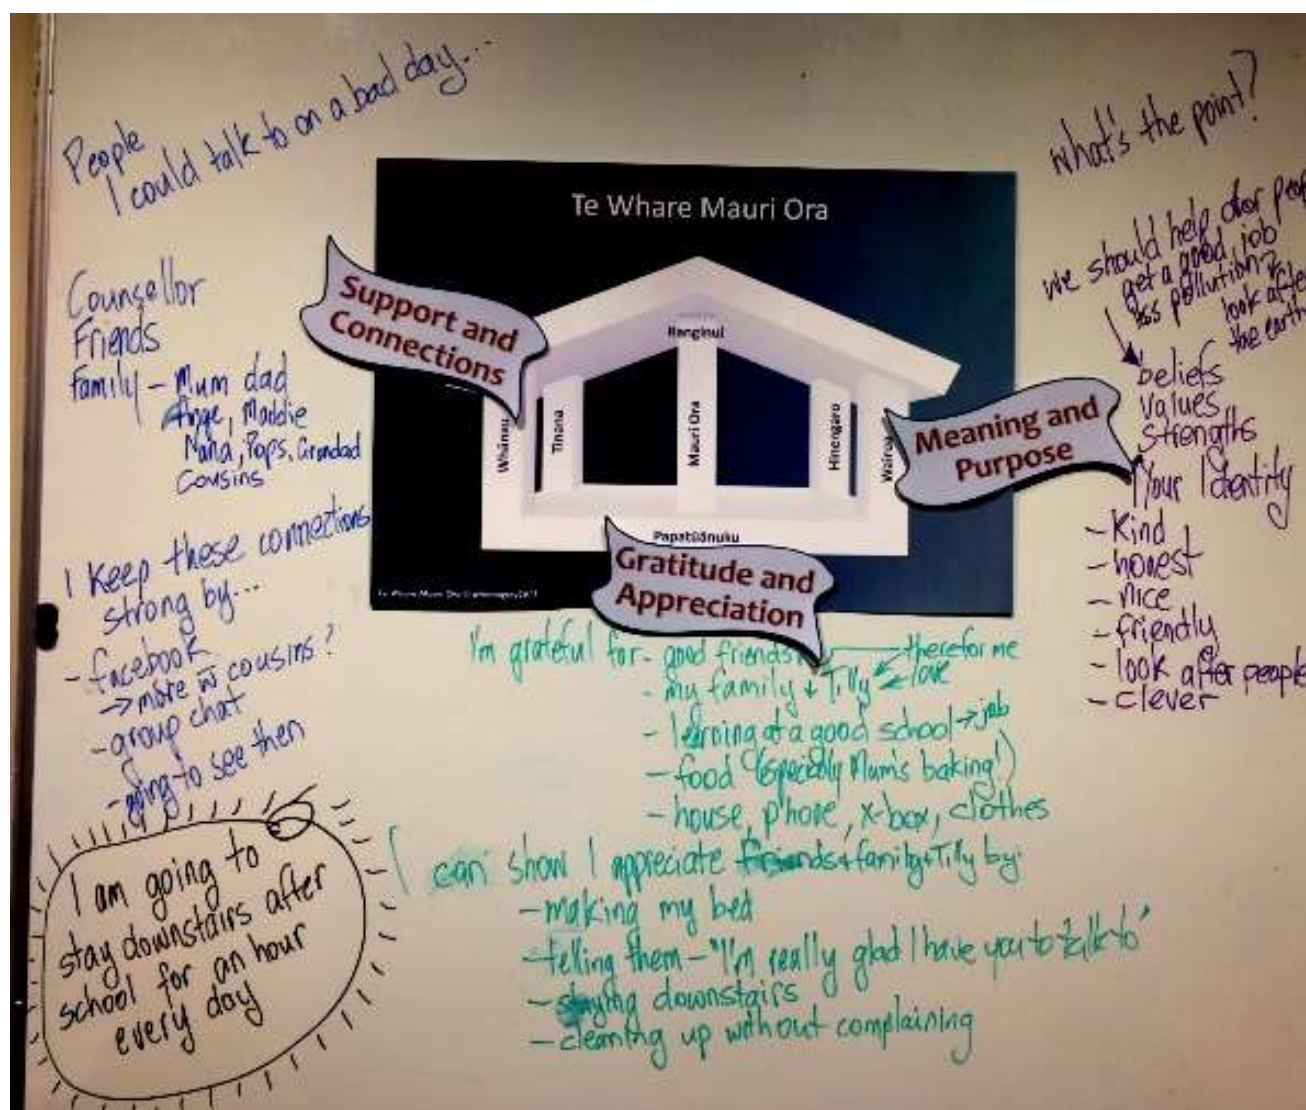 People
I could talk to on a bad day...
Counsellor
Friends
Family - Mum dad
Ange, Maddie
Nana, Pops, Grandad
Cousins
I keep these connections
strong by...
- facebook
→ more w cousins?
- group chat
- going to see then
I am going to
stay downstairs after
school for an hour
every day
Te Whare Mauri Ora
Support and
Connections
Ranginui
Whānau
Tinana
Mauri Ora
Hinengaro
Wairua
Papatūānuku
Meaning and
Purpose
Gratitude and
Appreciation
what's the point?
we should help other peop
get a good job
less pollution
look after
the earth
beliefs
values
strengths
Your Identity
- Kind
- honest
- nice
- friendly
- look after people
- clever
I'm grateful for - good friends there for me
- my family + Tilly love
- learning at a good school → job
- food (especially Mum's baking!)
- house, phone, x-box, clothes
I can show I appreciate friends + family + Tilly by:
- making my bed
- telling them - "I'm really glad I have you to talk to"
- staying downstairs
- cleaning up without complaining